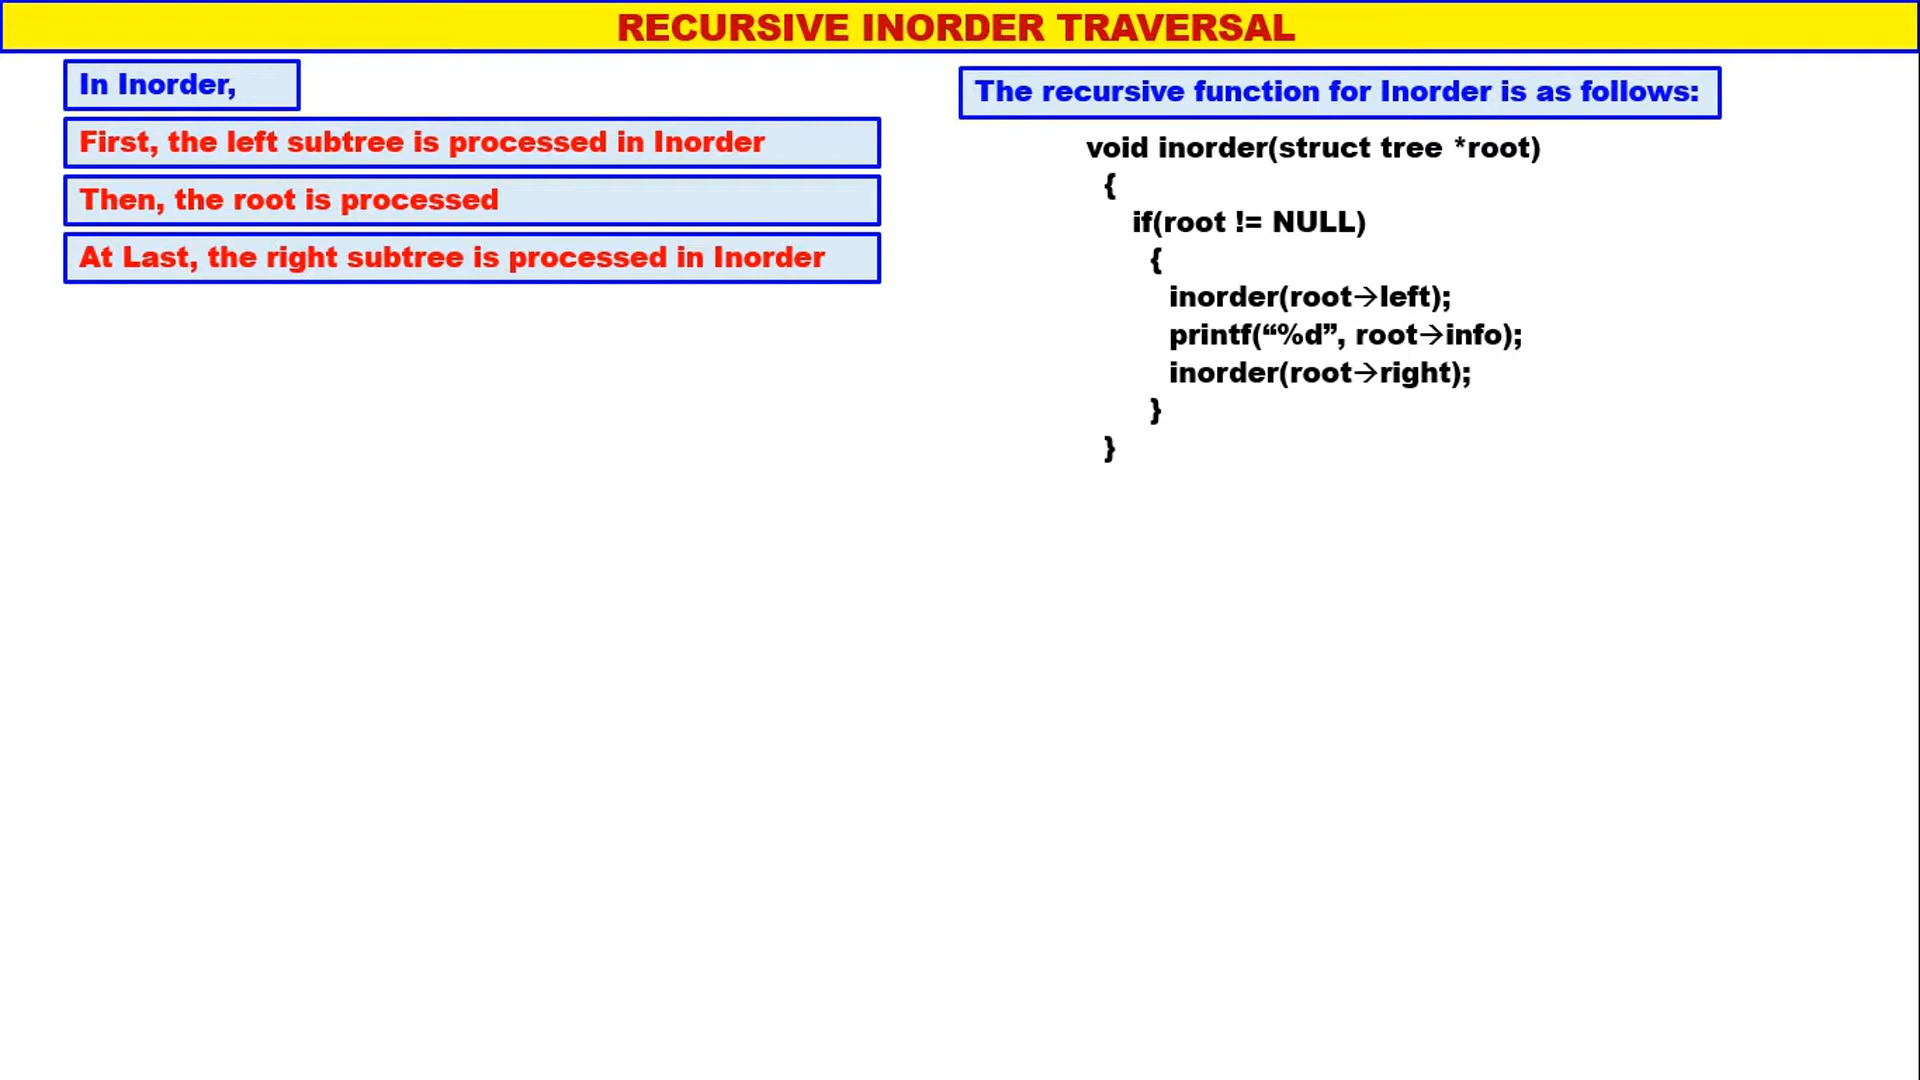 RECURSIVE INORDER TRAVERSAL
In Inorder,
First, the left subtree is processed in Inorder
Then, the root is processed
At Last, the right subtree is processed in Inorder
The recursive function for Inorder is as follows:
void inorder(struct tree *root)
{
if(root != NULL)
{
inorder(root→left);
printf(“%d”, root→info);
inorder(root→right);
}
}